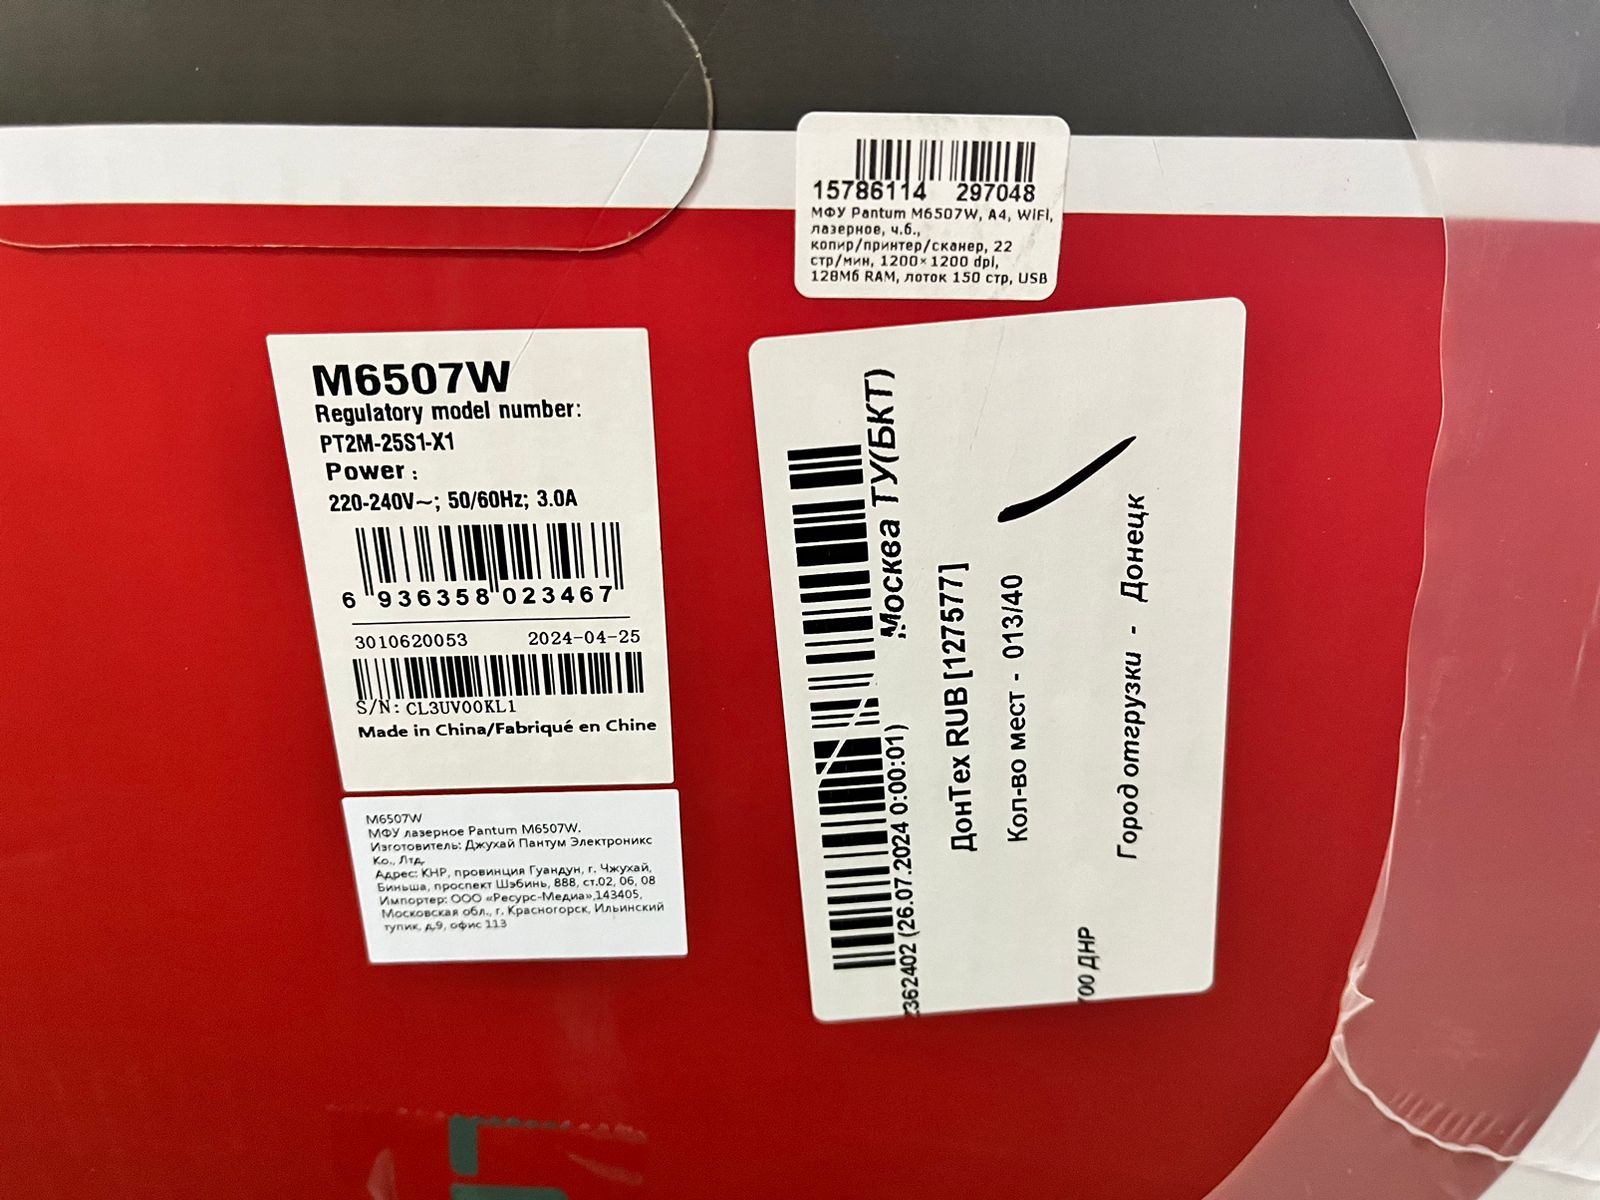 15786114 297048
МФУ Pantum M6507W, A4, WiFi,
лазерное, ч.б.,
копир/принтер/сканер, 22
стр/мин, 1200×1200 dpi,
128Мб RAM, лоток 150 стр, USB
M6507W
Regulatory model number:
PT2M-25S1-X1
Power :
220-240V~; 50/60Hz; 3.0A
6 936358 023467
3010620053 2024-04-25
S/N: CL3UV00KL1
Made in China/Fabriqué en Chine
M6507W
МФУ лазерное Pantum M6507W.
Изготовитель: Джухай Пантум Электроникс
Ко., Лтд.
Адрес: КНР, провинция Гуандун, г. Чжухай,
Биньша, проспект Шэбинь, 888, ст.02, 06, 08
Импортер: ООО «Ресурс-Медиа»,143405,
Московская обл., г. Красногорск, Ильинский
тупик, д.9, офис 113
Москва ТУ(БКТ)
2362402 (26.07.2024 0:00:01)
ДонТех RUB [127577]
Кол-во мест - 013/40
700 ДНР
Город отгрузки - Донецк